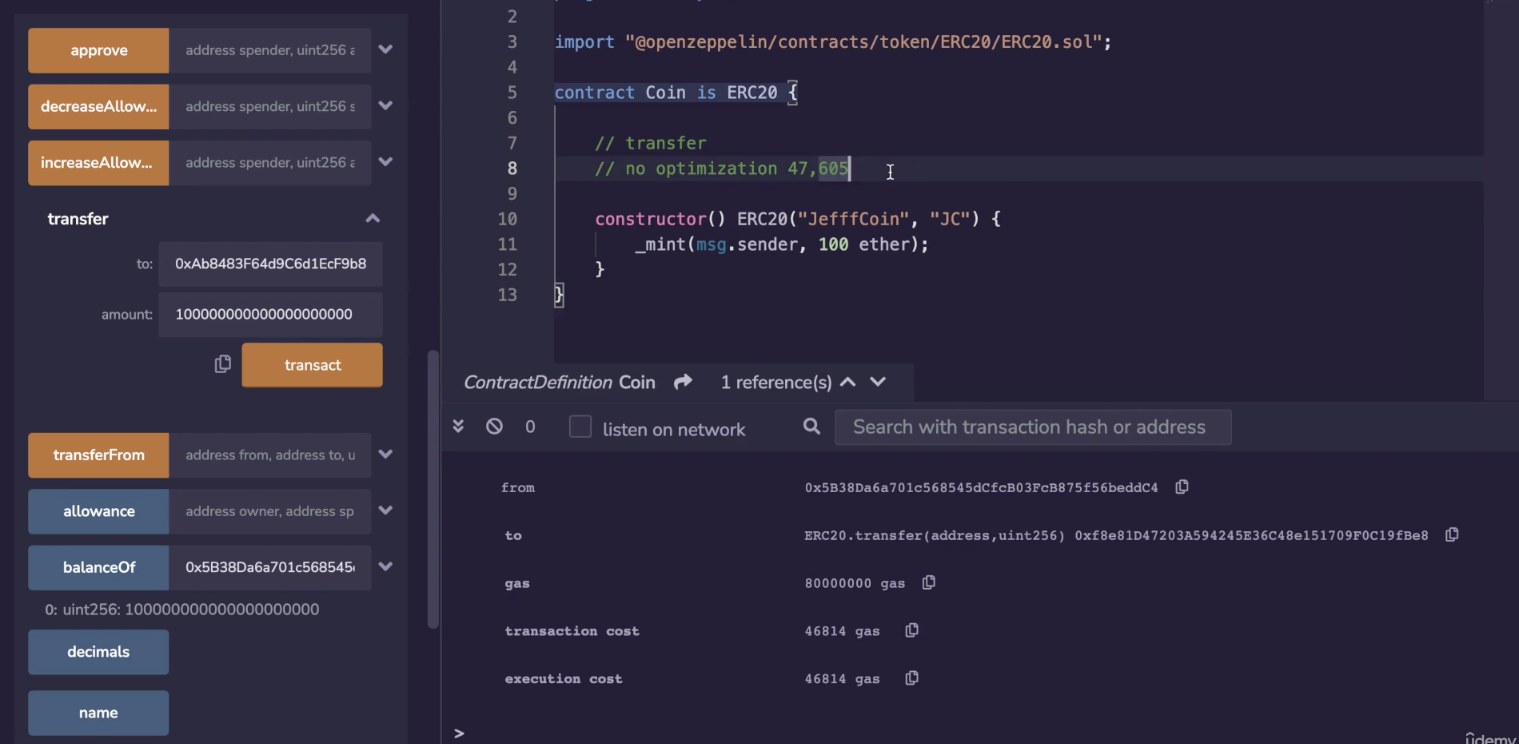 approve address spender, uint256 a
decreaseAllow... address spender, uint256 s
increaseAllow... address spender, uint256 a
transfer
to: 0xAb8483F64d9C6d1EcF9b8
amount: 100000000000000000000
transact
transferFrom address from, address to, u
allowance address owner, address sp
balanceOf 0x5B38Da6a701c568545
0: uint256: 100000000000000000000
decimals
name
2
3 import "@openzeppelin/contracts/token/ERC20/ERC20.sol";
4
5 contract Coin is ERC20 {
6
7 // transfer
8 // no optimization 47,605
9
10 constructor() ERC20("JefffCoin", "JC") {
11 _mint(msg.sender, 100 ether);
12 }
13 }
ContractDefinition Coin 1 reference(s)
0 listen on network Search with transaction hash or address
from 0x5B38Da6a701c568545dCfcB03FcB875f56beddC4
to ERC20.transfer(address,uint256) 0xf8e81D47203A594245E36C48e151709F0C19fBe8
gas 80000000 gas
transaction cost 46814 gas
execution cost 46814 gas
>
ûdemy